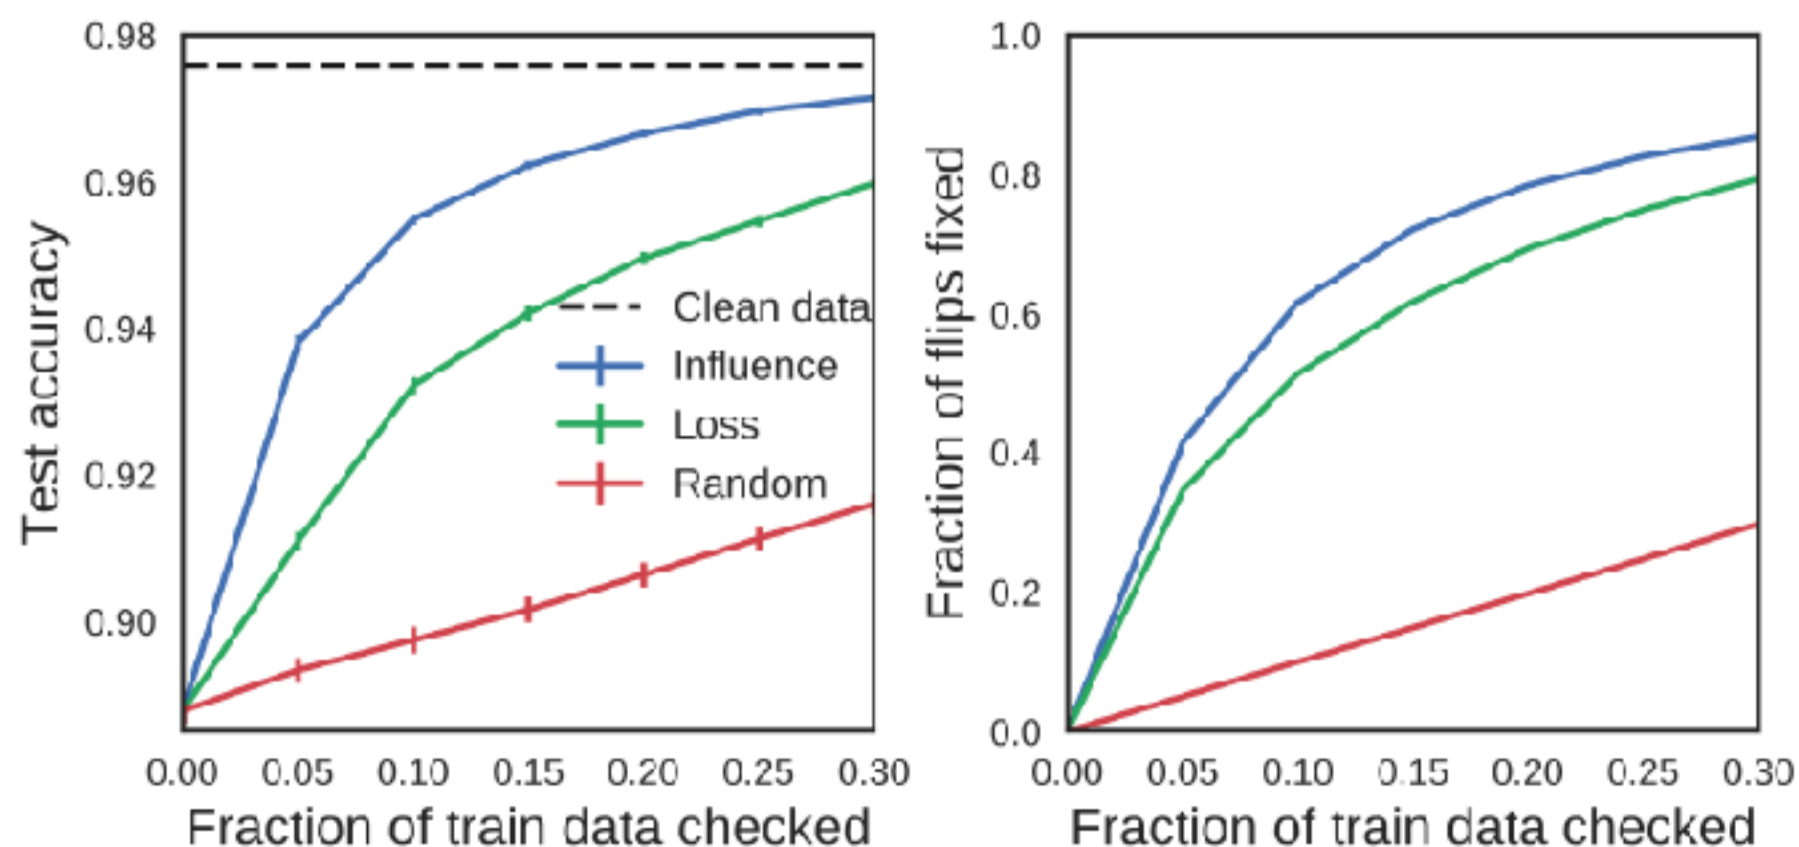 0.98
0.96
0.94
0.92
0.90
Test accuracy
Clean data
Influence
Loss
Random
0.00 0.05 0.10 0.15 0.20 0.25 0.30
Fraction of train data checked
1.0
0.8
0.6
0.4
0.2
0.0
Fraction of flips fixed
0.00 0.05 0.10 0.15 0.20 0.25 0.30
Fraction of train data checked